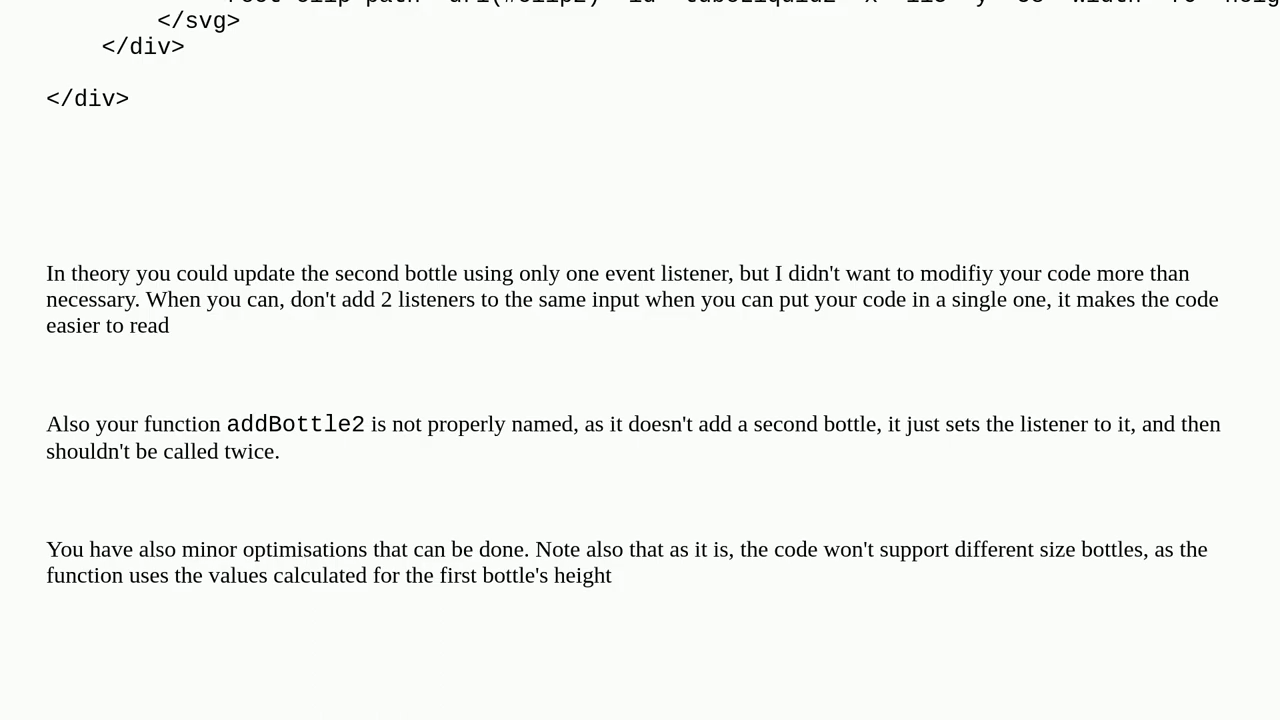 </svg>
</div>
</div>
In theory you could update the second bottle using only one event listener, but I didn't want to modifiy your code more than
necessary. When you can, don't add 2 listeners to the same input when you can put your code in a single one, it makes the code
easier to read
Also your function addBottle2 is not properly named, as it doesn't add a second bottle, it just sets the listener to it, and then
shouldn't be called twice.
You have also minor optimisations that can be done. Note also that as it is, the code won't support different size bottles, as the
function uses the values calculated for the first bottle's height